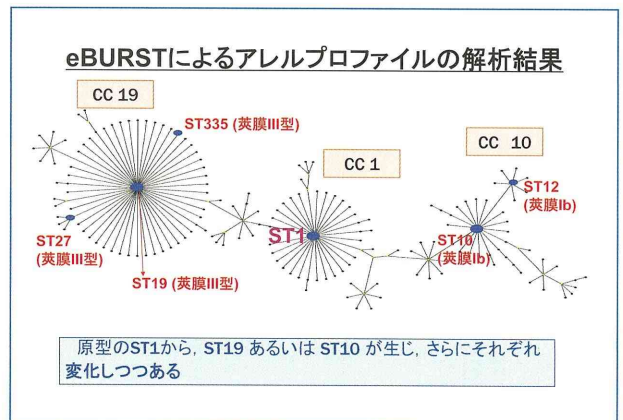 eBURSTによるアレルプロファイルの解析結果
CC 19
ST335 (莢膜III型)
CC 1
CC 10
ST12
(莢膜Ib)
ST1
ST10
(莢膜Ib)
ST27
(莢膜III型)
ST19 (莢膜III型)
原型のST1から, ST19 あるいは ST10 が生じ, さらにそれぞれ
変化しつつある